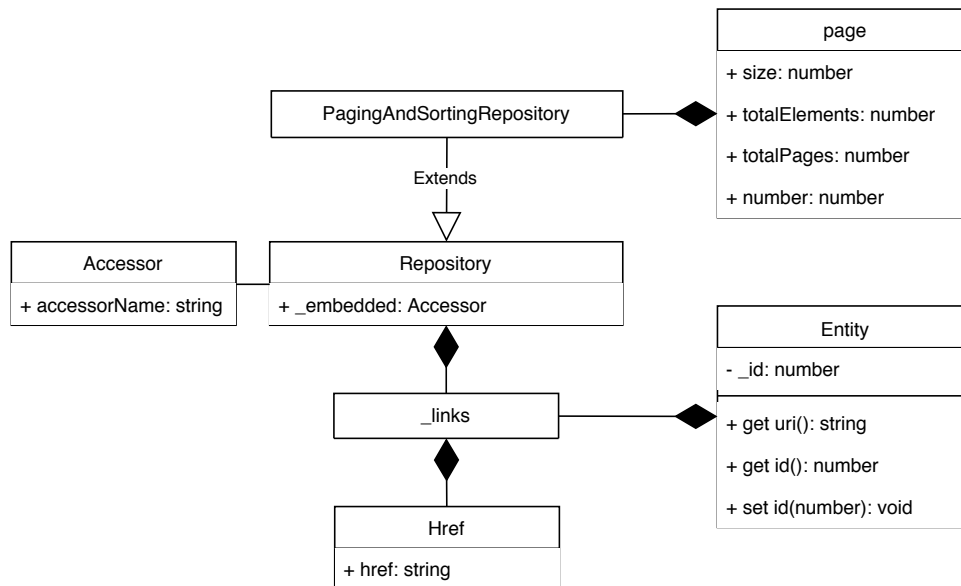 page
+ size: number
+ totalElements: number
+ totalPages: number
+ number: number
PagingAndSortingRepository
Extends
Accessor
+ accessorName: string
Repository
+ _embedded: Accessor
Entity
- _id: number
+ get uri(): string
+ get id(): number
+ set id(number): void
_links
Href
+ href: string